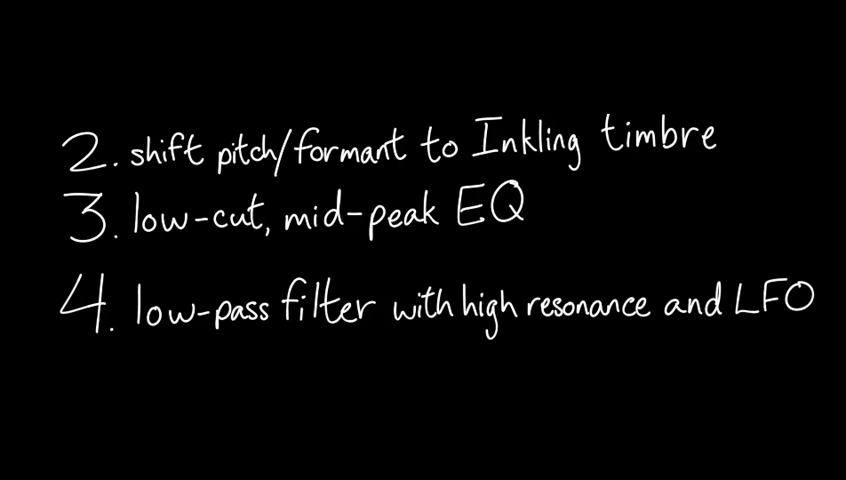 2. shift pitch/formant to Inkling timbre
3. low-cut, mid-peak EQ
4. low-pass filter with high resonance and LFO